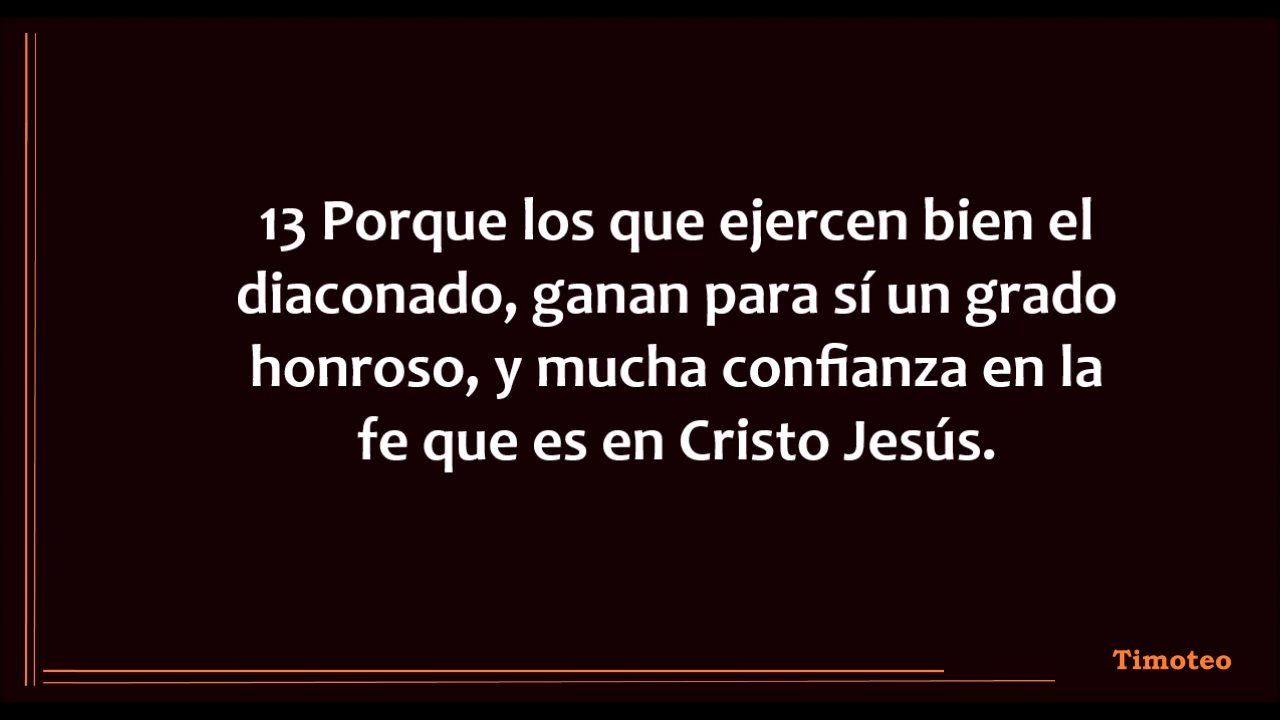 13 Porque los que ejercen bien el
diaconado, ganan para sí un grado
honroso, y mucha confianza en la
fe que es en Cristo Jesús.
Timoteo